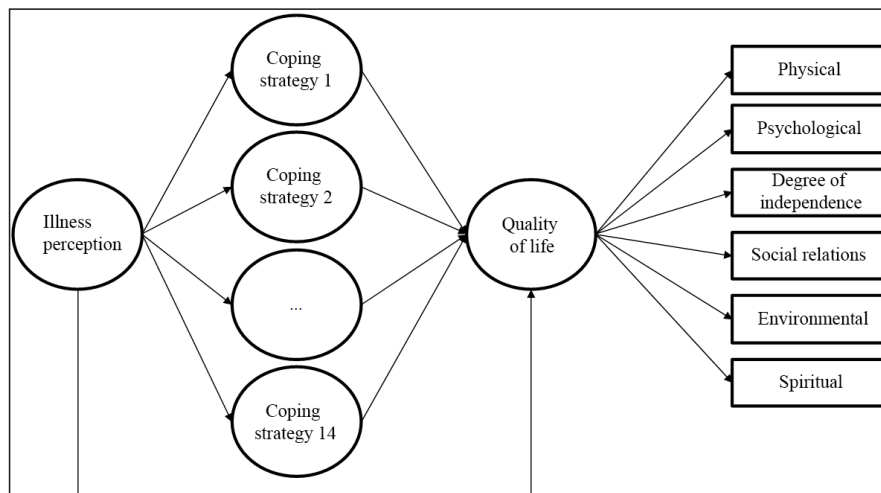 Illness
perception
Coping
strategy 1
Coping
strategy 2
...
Coping
strategy 14
Quality
of life
Physical
Psychological
Degree of
independence
Social relations
Environmental
Spiritual